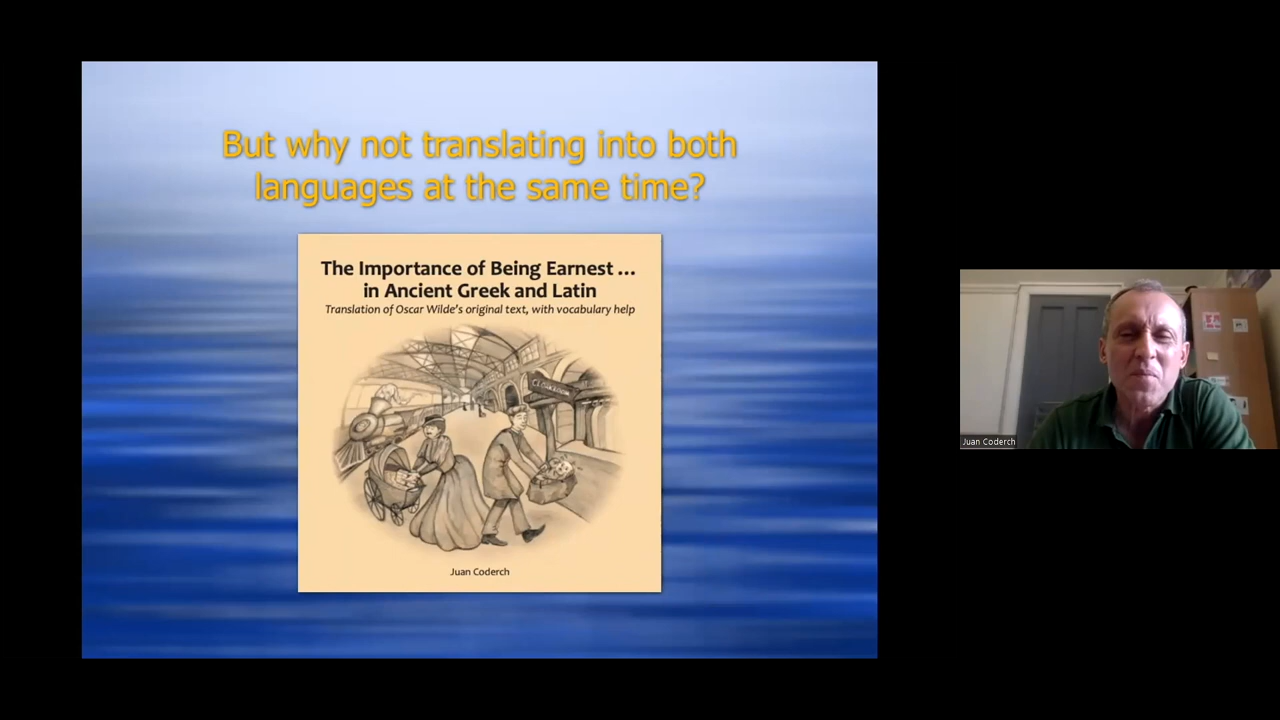 But why not translating into both
languages at the same time?
The Importance of Being Earnest ...
in Ancient Greek and Latin
Translation of Oscar Wilde's original text, with vocabulary help
CLOAKROOM
Juan Coderch
Juan Coderch